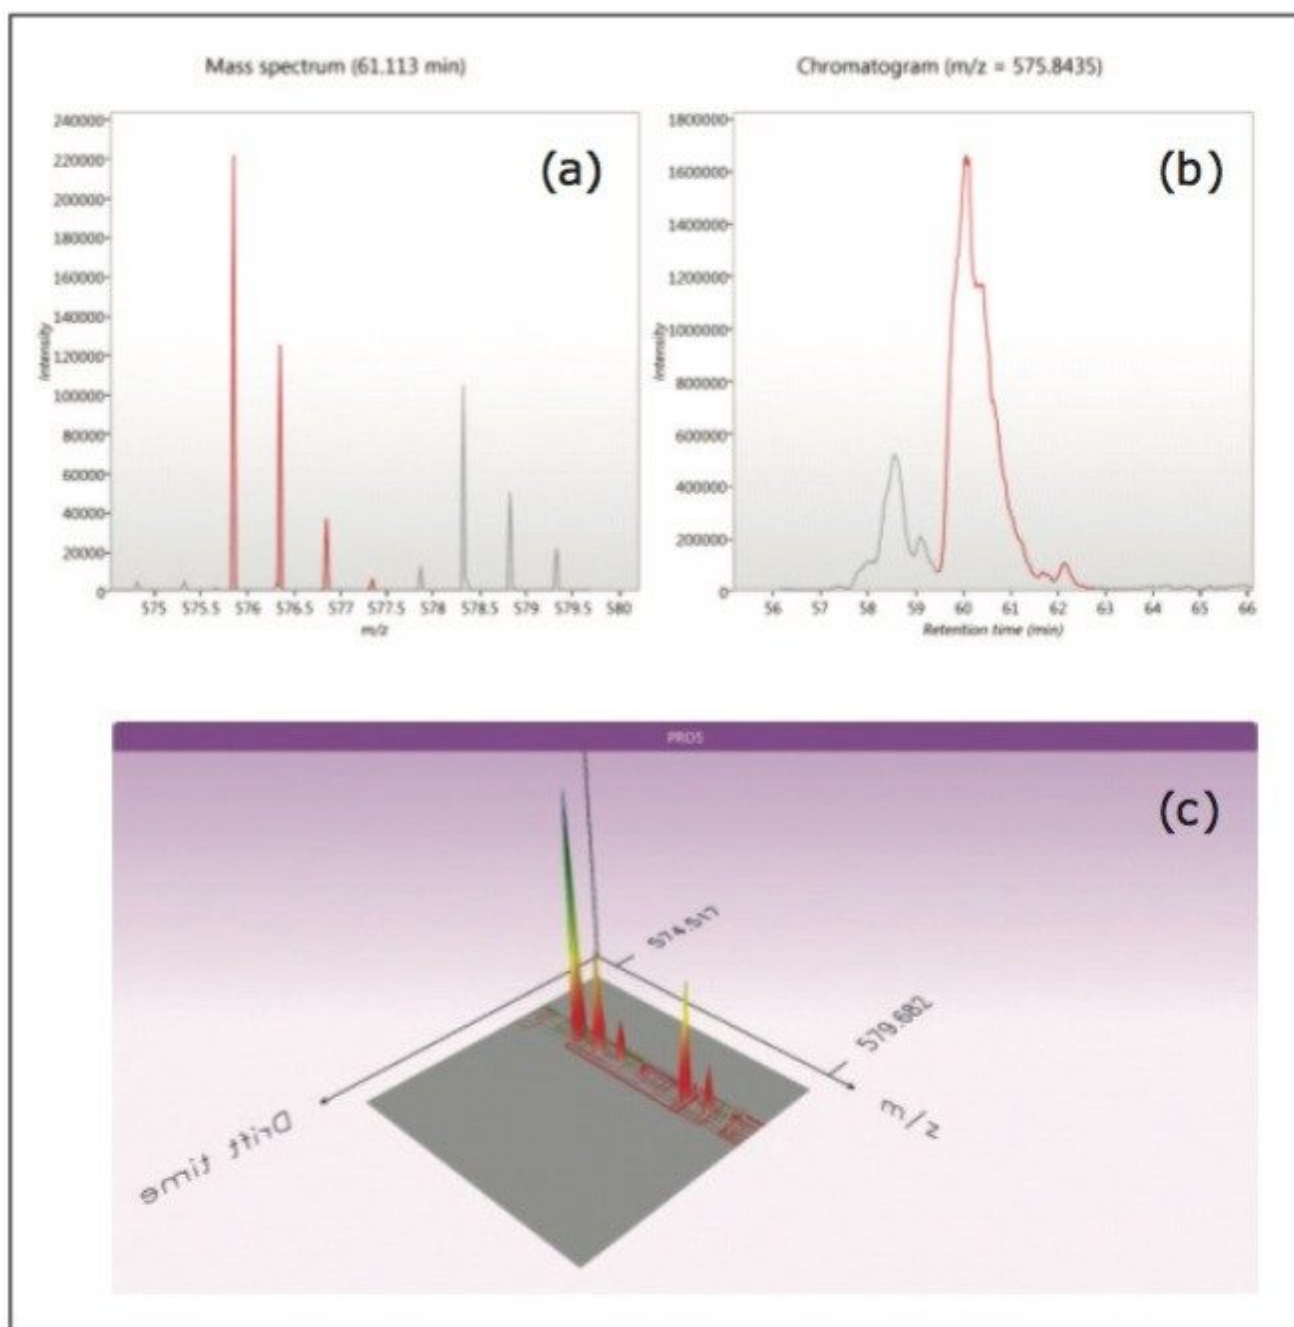 Mass spectrum (61.113 min)
(a)
240000
220000
200000
180000
160000
140000
120000
100000
80000
60000
40000
20000
0
Intensity
575 575.5 576 576.5 577 577.5 578 578.5 579 579.5 580
m/z
Chromatogram (m/z = 575.8435)
(b)
1800000
1600000
1400000
1200000
1000000
800000
600000
400000
200000
0
Intensity
56 57 58 59 60 61 62 63 64 65 66
Retention time (min)
PRO5
(c)
574.517
579.682
m/z
Drift time